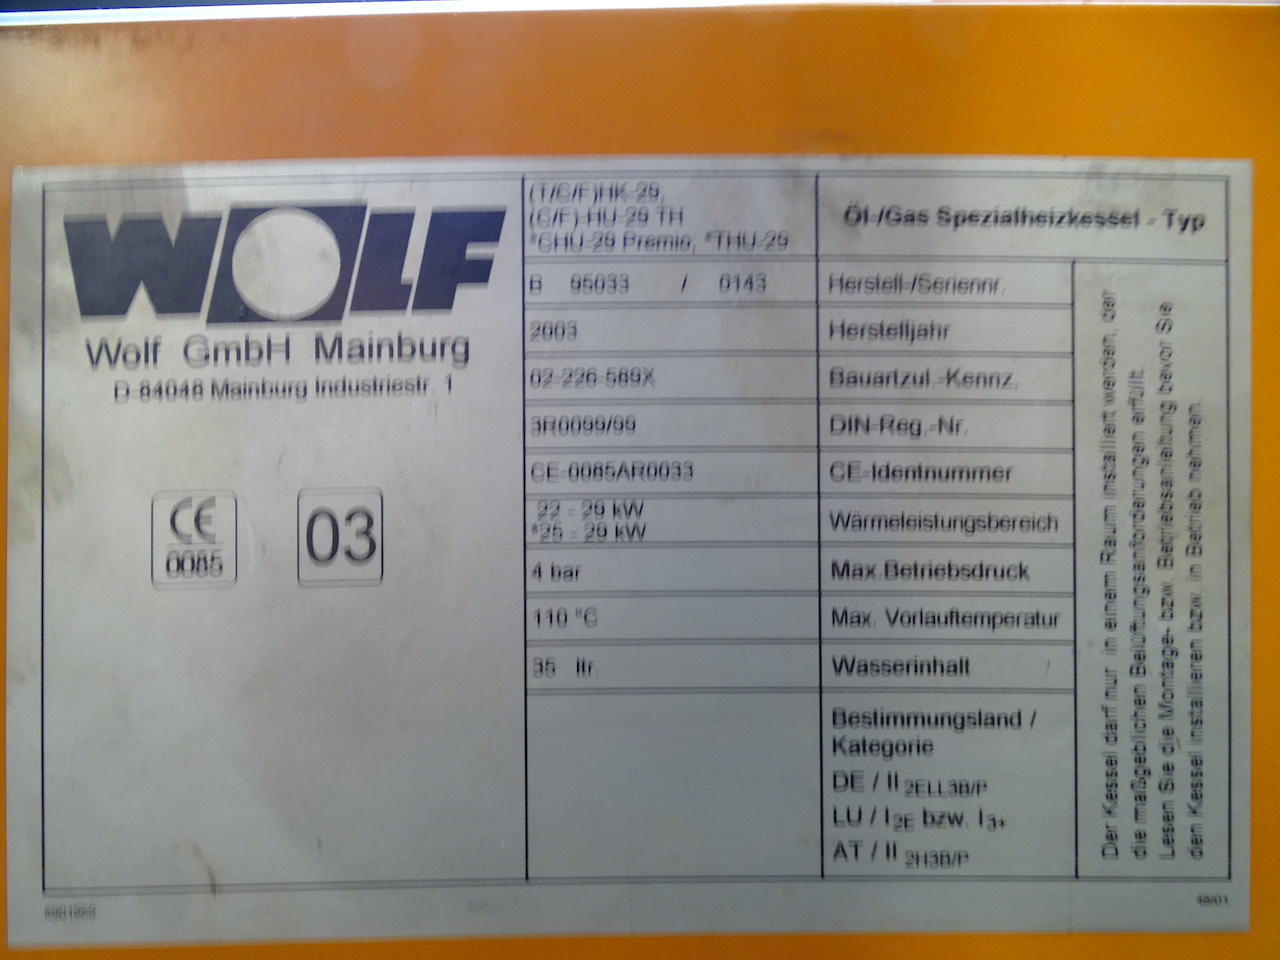 WOLF
Wolf GmbH Mainburg
D-84048 Mainburg Industriestr. 1
CE
0085
03
(T/C/F)HK-29,
(C/F)-HU-29 TH
*CHU-29 Premio, *THU-29
Öl-/Gas Spezialheizkessel - Typ
B 95033 / 0143 Herstell-/Seriennr.
2003 Herstelljahr
02-226-589X Bauartzul.-Kennz.
3R0099/99 DIN-Reg.-Nr.
CE-0085AR0033 CE-Identnummer
22 - 29 kW
*25 - 29 kW
Wärmeleistungsbereich
4 bar Max.Betriebsdruck
110 °C Max. Vorlauftemperatur
35 ltr. Wasserinhalt
Bestimmungsland /
Kategorie
DE / II 2ELL3B/P
LU / I2E bzw. I3+
AT / II 2H3B/P
Der Kessel darf nur in einem Raum installiert werden, der
die maßgeblichen Belüftungsanforderungen erfüllt.
Lesen Sie die Montage- bzw. Betriebsanleitung bevor Sie
den Kessel installieren bzw. in Betrieb nehmen.